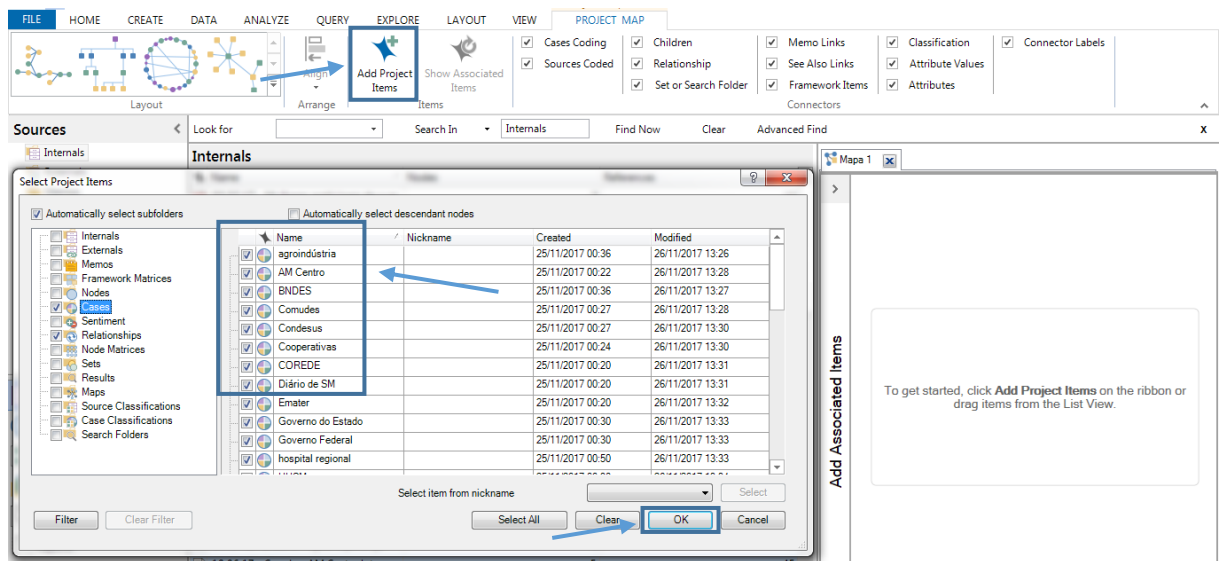 FILE HOME CREATE DATA ANALYZE QUERY EXPLORE LAYOUT VIEW PROJECT MAP
Align
Add Project Items
Show Associated Items
Cases Coding
Sources Coded
Children
Relationship
Set or Search Folder
Memo Links
See Also Links
Framework Items
Classification
Attribute Values
Attributes
Connector Labels
Layout Arrange Items Connectors
Sources
Look for Search In Internals Find Now Clear Advanced Find x
Internals
Internals
Mapa 1
Select Project Items
Automatically select subfolders
Automatically select descendant nodes
Internals
Externals
Memos
Framework Matrices
Nodes
Cases
Sentiment
Relationships
Node Matrices
Sets
Results
Maps
Source Classifications
Case Classifications
Search Folders
Name Nickname Created Modified
agroindústria 25/11/2017 00:36 26/11/2017 13:26
AM Centro 25/11/2017 00:22 26/11/2017 13:28
BNDES 25/11/2017 00:36 26/11/2017 13:27
Comudes 25/11/2017 00:27 26/11/2017 13:28
Condesus 25/11/2017 00:27 26/11/2017 13:30
Cooperativas 25/11/2017 00:24 26/11/2017 13:30
COREDE 25/11/2017 00:20 26/11/2017 13:31
Diário de SM 25/11/2017 00:20 26/11/2017 13:31
Emater 25/11/2017 00:20 26/11/2017 13:32
Governo do Estado 25/11/2017 00:30 26/11/2017 13:33
Governo Federal 25/11/2017 00:30 26/11/2017 13:33
hospital regional 25/11/2017 00:50 26/11/2017 13:33
Select item from nickname Select
Filter Clear Filter Select All Clear OK Cancel
Add Associated Items
To get started, click Add Project Items on the ribbon or
drag items from the List View.